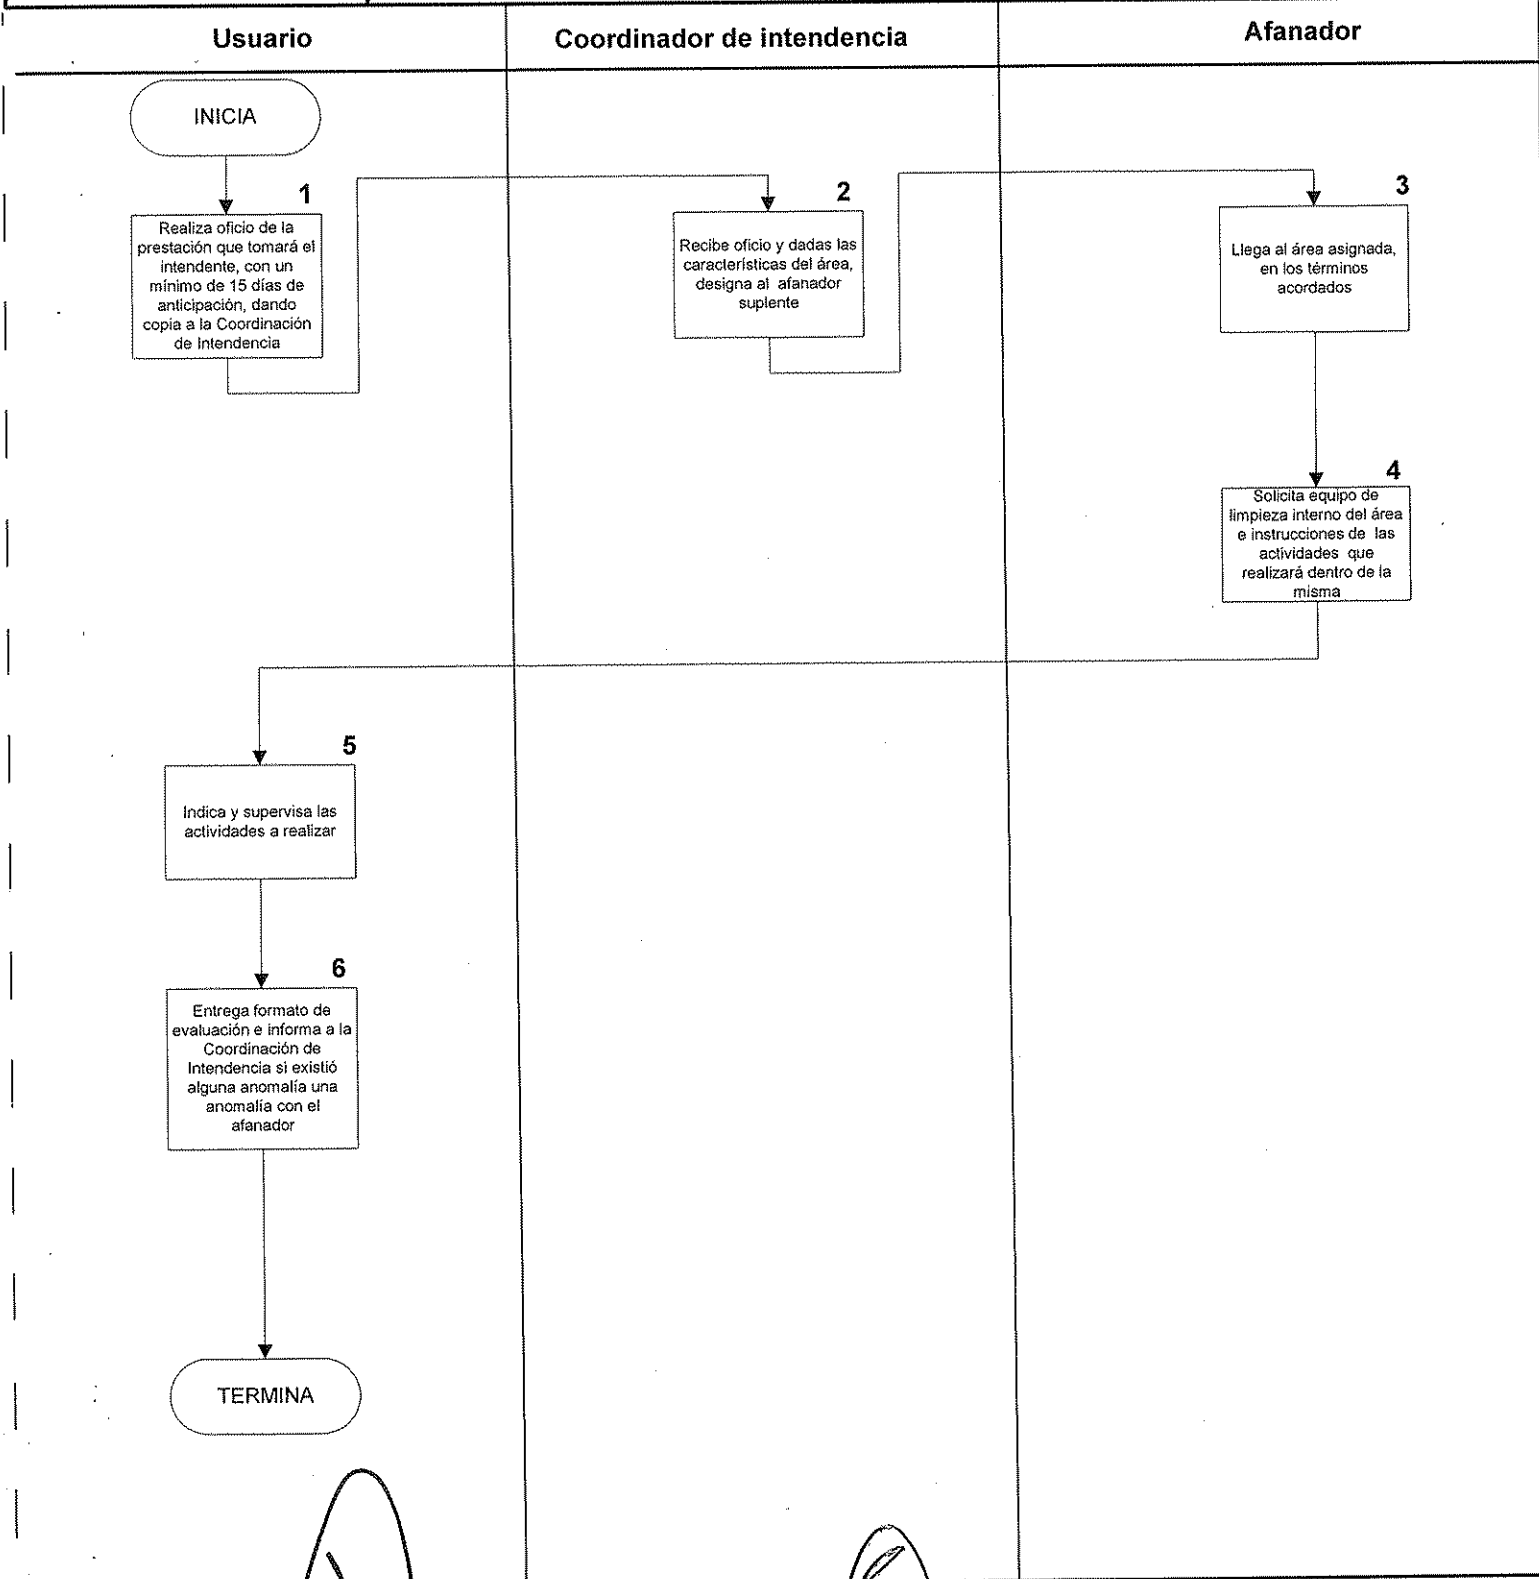 Usuario
Coordinador de intendencia
Afanador
INICIA
1
Realiza oficio de la
prestación que tomará el
intendente, con un
mínimo de 15 días de
anticipación, dando
copia a la Coordinación
de Intendencia
2
Recibe oficio y dadas las
características del área,
designa al afanador
suplente
3
Llega al área asignada,
en los términos
acordados
4
Solicita equipo de
limpieza interno del área
e instrucciones de las
actividades que
realizará dentro de la
misma
5
Indica y supervisa las
actividades a realizar
6
Entrega formato de
evaluación e informa a la
Coordinación de
Intendencia si existió
alguna anomalía una
anomalía con el
afanador
TERMINA